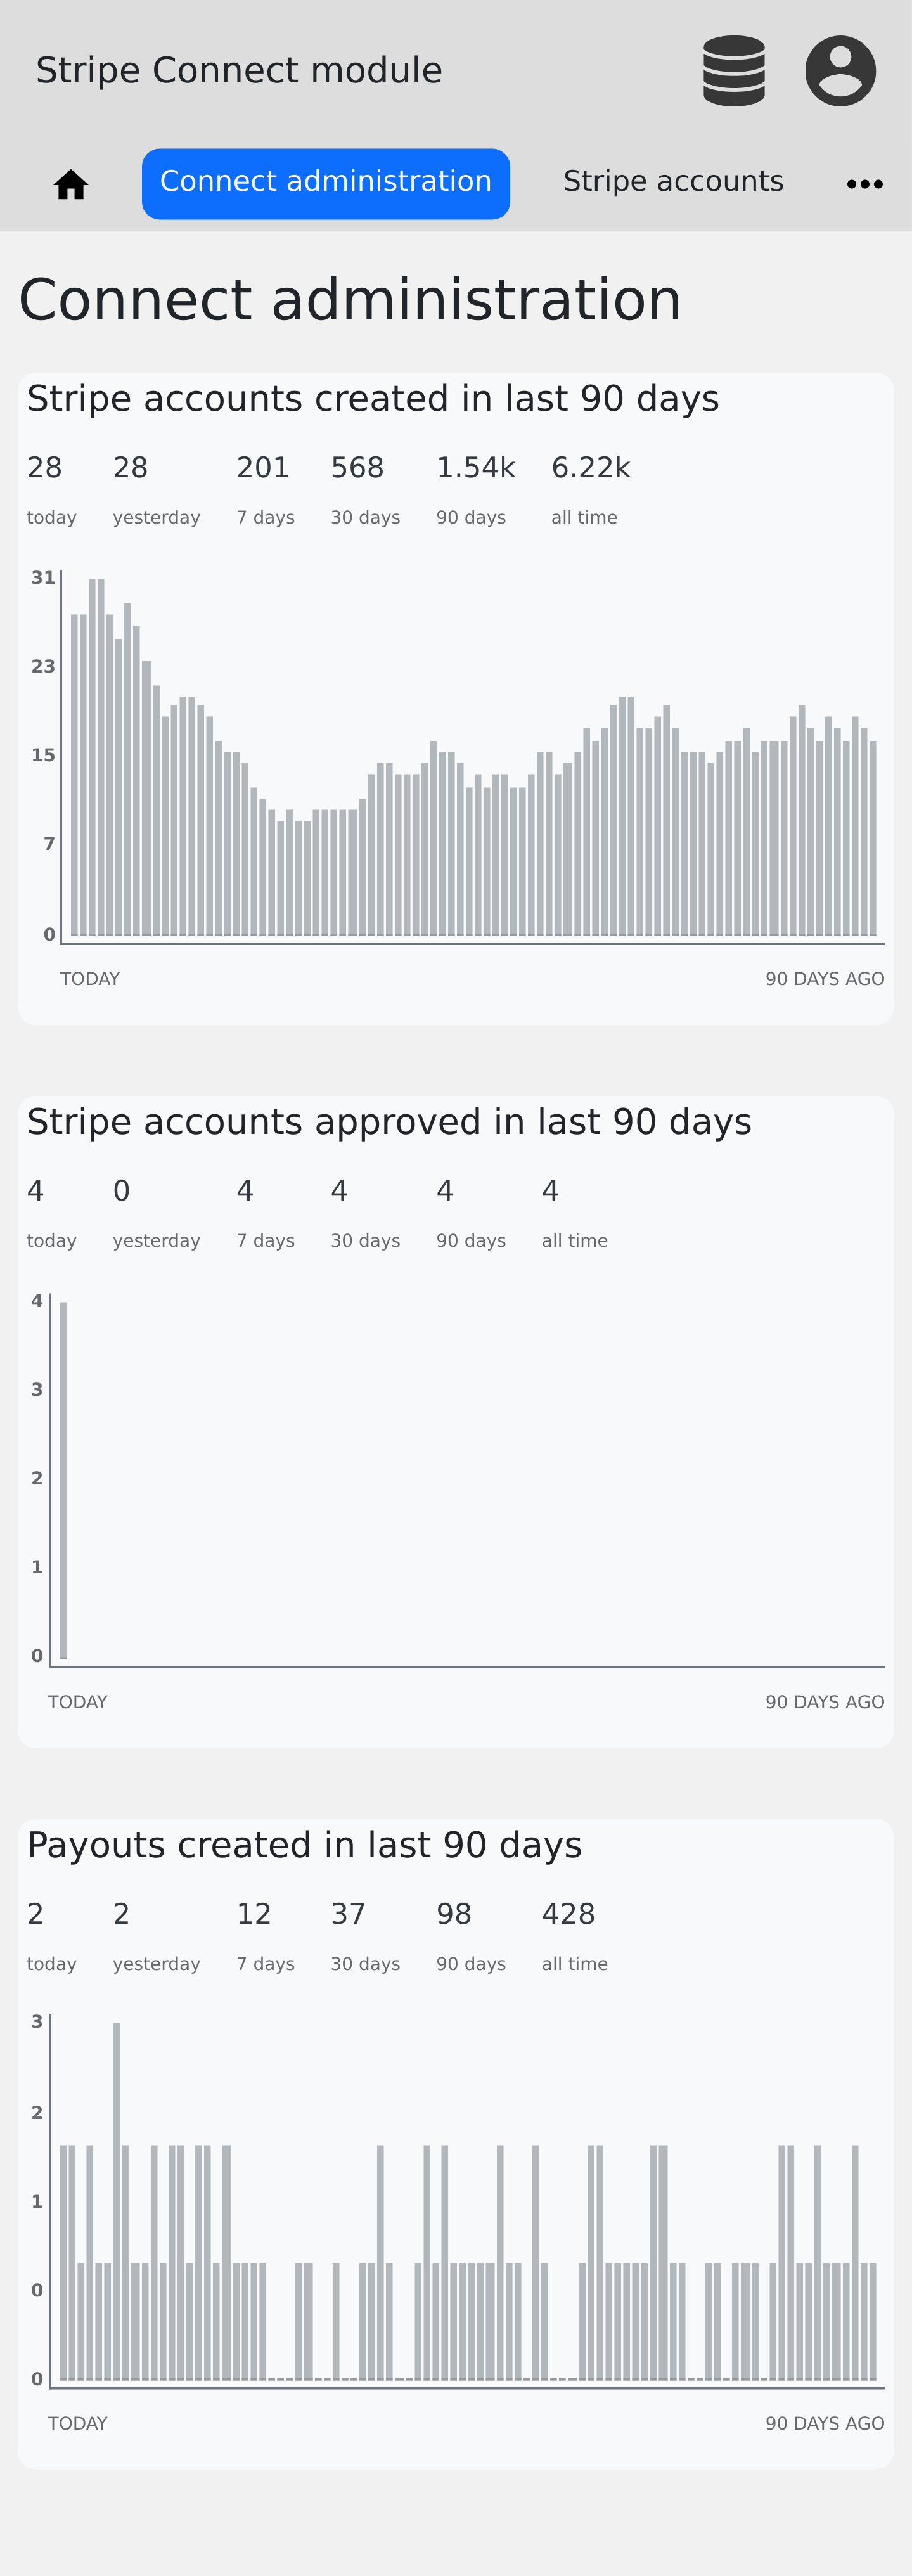 Stripe Connect module
Connect administration Stripe accounts
Connect administration
Stripe accounts created in last 90 days
28 28 201 568 1.54k 6.22k
today yesterday 7 days 30 days 90 days all time
31
23
15
7
0
TODAY 90 DAYS AGO
Stripe accounts approved in last 90 days
4 0 4 4 4 4
today yesterday 7 days 30 days 90 days all time
4
3
2
1
0
TODAY 90 DAYS AGO
Payouts created in last 90 days
2 2 12 37 98 428
today yesterday 7 days 30 days 90 days all time
3
2
1
0
0
TODAY 90 DAYS AGO